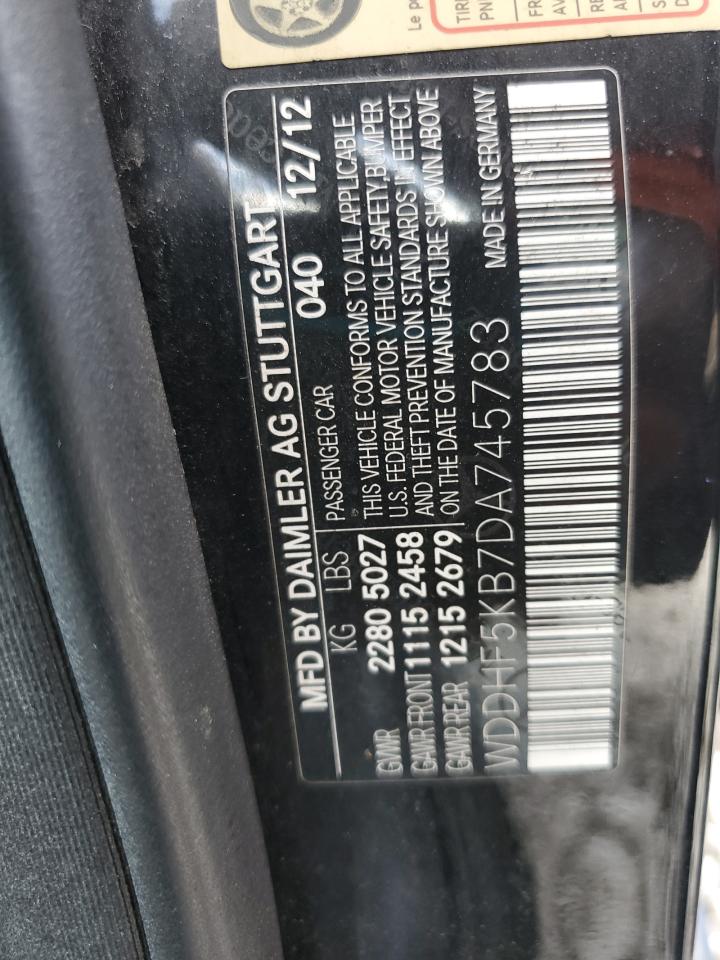 MFD BY DAIMLER AG STUTTGART
040 12/12
KG LBS
GVWR 2280 5027
GAWR FRONT 1115 2458
GAWR REAR 1215 2679
PASSENGER CAR
THIS VEHICLE CONFORMS TO ALL APPLICABLE
U.S. FEDERAL MOTOR VEHICLE SAFETY, BUMPER
AND THEFT PREVENTION STANDARDS IN EFFECT
ON THE DATE OF MANUFACTURE SHOWN ABOVE
WDDHF5KB7DA745783
MADE IN GERMANY
Le